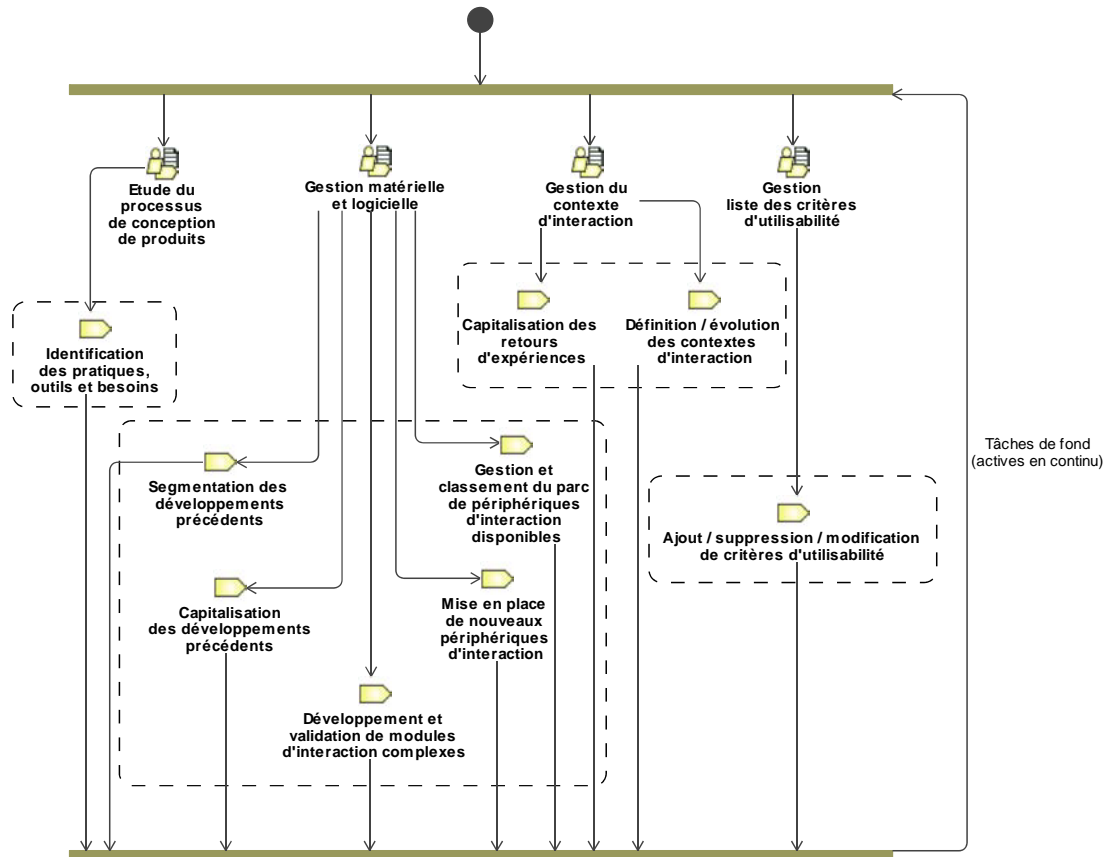 Etude du
processus
de conception
de produits
Gestion matérielle
et logicielle
Gestion du
contexte
d'interaction
Gestion
liste des critères
d'utilisabilité
Identification
des pratiques,
outils et besoins
Capitalisation des
retours
d'expériences
Définition / évolution
des contextes
d'interaction
Tâches de fond
(actives en continu)
Segmentation des
développements
précédents
Gestion et
classement du parc
de périphériques
d'interaction
disponibles
Ajout / suppression / modification
de critères d'utilisabilité
Capitalisation
des développements
précédents
Mise en place
de nouveaux
périphériques
d'interaction
Développement et
validation de modules
d'interaction complexes